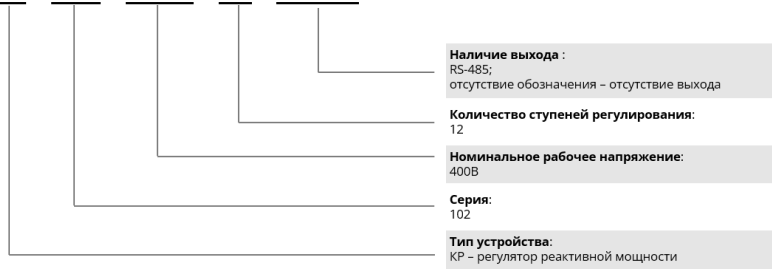 Наличие выхода :
RS-485;
отсутствие обозначения – отсутствие выхода
Количество ступеней регулирования:
12
Номинальное рабочее напряжение:
400В
Серия:
102
Тип устройства:
КР – регулятор реактивной мощности